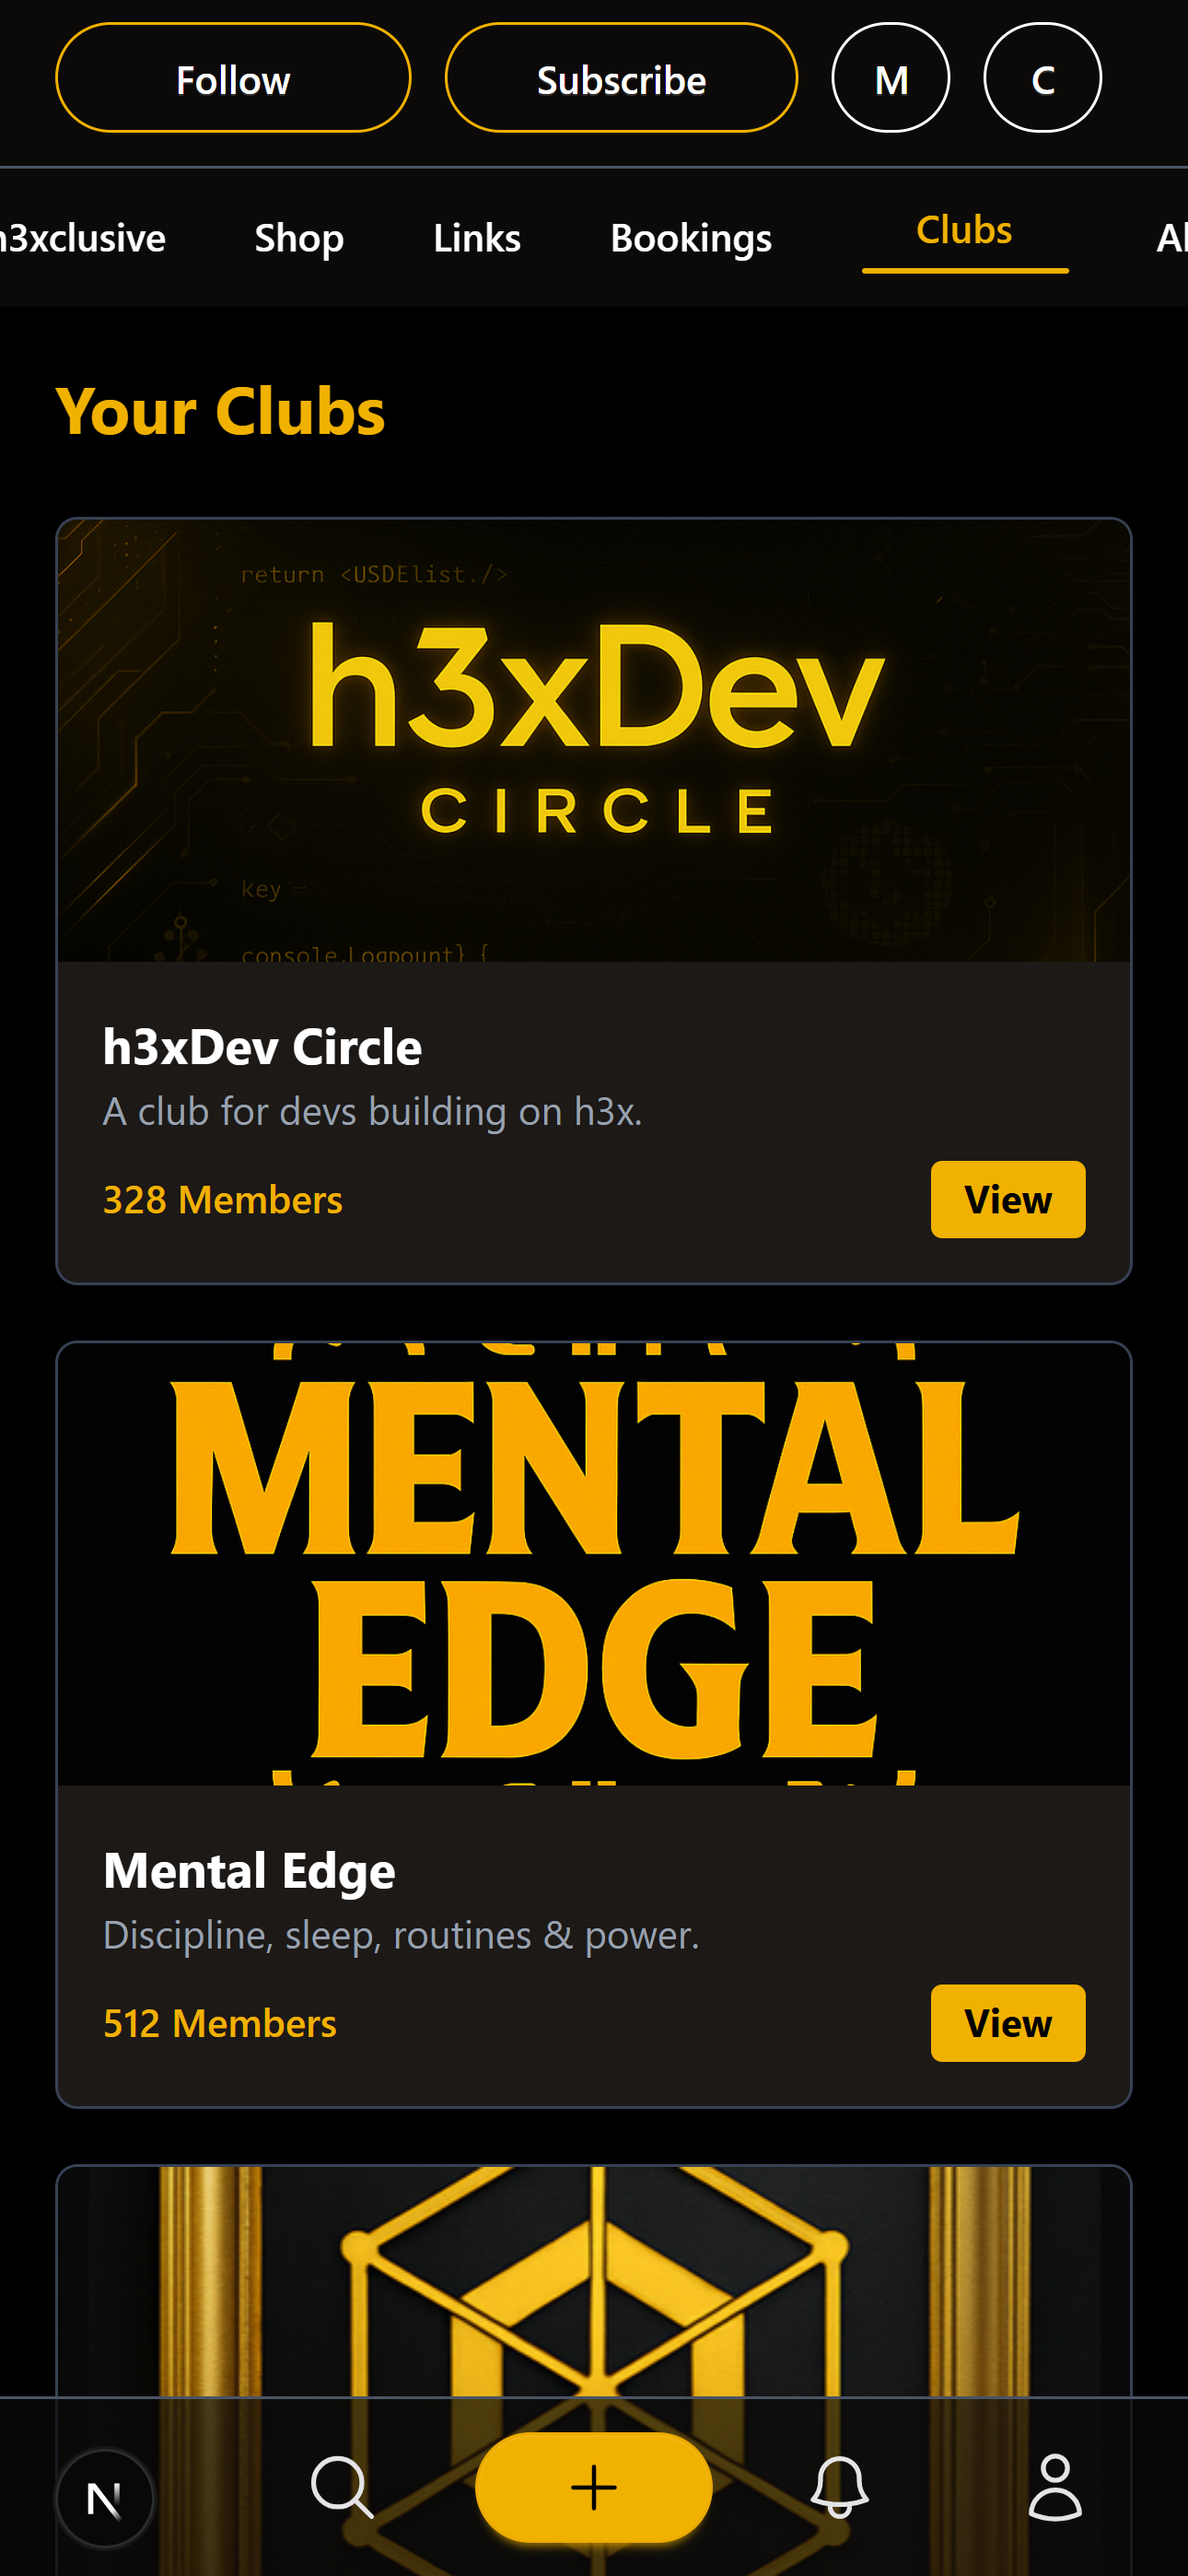 Follow Subscribe M C
h3xclusive Shop Links Bookings Clubs
Your Clubs
return <USDElist./>
h3xDev
CIRCLE
key =
console.Logpount} {
h3xDev Circle
A club for devs building on h3x.
328 Members View
MENTAL
EDGE
Mental Edge
Discipline, sleep, routines & power.
512 Members View
N